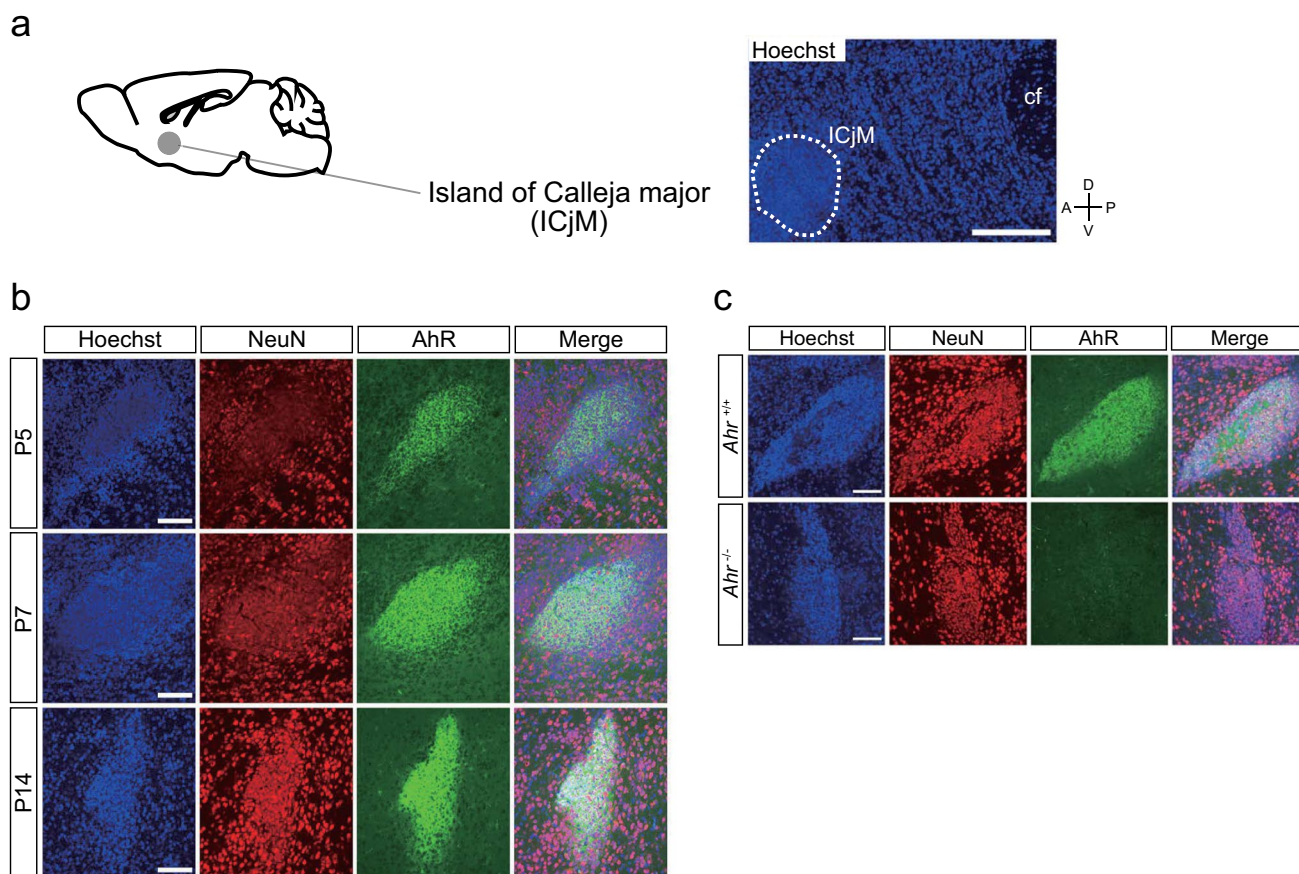 a
Island of Calleja major
(ICjM)
Hoechst
cf
ICjM
D
A P
V
b
Hoechst NeuN AhR Merge
P5
P7
P14
c
Hoechst NeuN AhR Merge
Ahr +/+
Ahr -/-